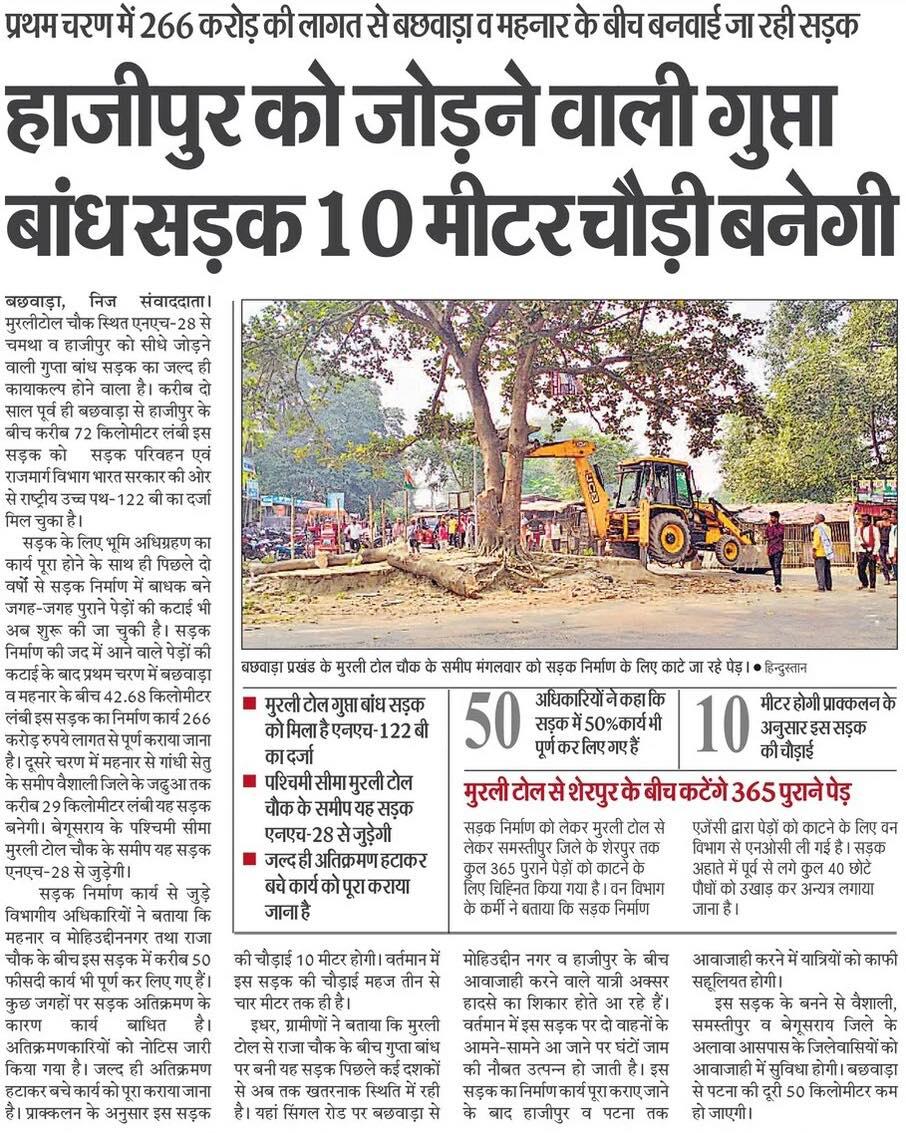 प्रथम चरण में 266 करोड़ की लागत से बछवाड़ा व महनार के बीच बनवाई जा रही सड़क
हाजीपुर को जोड़ने वाली गुप्ता
बांध सड़क 10 मीटर चौड़ी बनेगी
बछवाड़ा, निज संवाददाता।
मुरलीटोल चौक स्थित एनएच-28 से
चमथा व हाजीपुर को सीधे जोड़ने
वाली गुप्ता बांध सड़क का जल्द ही
कायाकल्प होने वाला है। करीब दो
साल पूर्व ही बछवाड़ा से हाजीपुर के
बीच करीब 72 किलोमीटर लंबी इस
सड़क को सड़क परिवहन एवं
राजमार्ग विभाग भारत सरकार की ओर
से राष्ट्रीय उच्च पथ-122 बी का दर्जा
मिल चुका है।
सड़क के लिए भूमि अधिग्रहण का
कार्य पूरा होने के साथ ही पिछले दो
वर्षों से सड़क निर्माण में बाधक बने
जगह-जगह पुराने पेड़ों की कटाई भी
अब शुरू की जा चुकी है। सड़क
निर्माण की जद में आने वाले पेड़ों की
कटाई के बाद प्रथम चरण में बछवाड़ा
व महनार के बीच 42.68 किलोमीटर
लंबी इस सड़क का निर्माण कार्य 266
करोड़ रुपये लागत से पूर्ण कराया जाना
है। दूसरे चरण में महनार से गांधी सेतु
के समीप वैशाली जिले के जढुआ तक
करीब 29 किलोमीटर लंबी यह सड़क
बनेगी। बेगूसराय के पश्चिमी सीमा
मुरली टोल चौक के समीप यह सड़क
एनएच-28 से जुड़ेगी।
सड़क निर्माण कार्य से जुड़े
विभागीय अधिकारियों ने बताया कि
महनार व मोहिउद्दीननगर तथा राजा
चौक के बीच इस सड़क में करीब 50
फीसदी कार्य भी पूर्ण कर लिए गए हैं।
कुछ जगहों पर सड़क अतिक्रमण के
कारण कार्य बाधित है।
अतिक्रमणकारियों को नोटिस जारी
किया गया है। जल्द ही अतिक्रमण
हटाकर बचे कार्य को पूरा कराया जाना
है। प्राक्कलन के अनुसार इस सड़क
बछवाड़ा प्रखंड के मुरली टोल चौक के समीप मंगलवार को सड़क निर्माण के लिए काटे जा रहे पेड़। ● हिन्दुस्तान
■ मुरली टोल गुप्ता बांध सड़क
को मिला है एनएच-122 बी
का दर्जा
■ पश्चिमी सीमा मुरली टोल
चौक के समीप यह सड़क
एनएच-28 से जुड़ेगी
■ जल्द ही अतिक्रमण हटाकर
बचे कार्य को पूरा कराया
जाना है
50
अधिकारियों ने कहा कि
सड़क में 50% कार्य भी
पूर्ण कर लिए गए हैं
10
मीटर होगी प्राक्कलन के
अनुसार इस सड़क
की चौड़ाई
मुरली टोल से शेरपुर के बीच कटेंगे 365 पुराने पेड़
सड़क निर्माण को लेकर मुरली टोल से
लेकर समस्तीपुर जिले के शेरपुर तक
कुल 365 पुराने पेड़ों को काटने के
लिए चिह्नित किया गया है। वन विभाग
के कर्मी ने बताया कि सड़क निर्माण
एजेंसी द्वारा पेड़ों को काटने के लिए वन
विभाग से एनओसी ली गई है। सड़क
अहाते में पूर्व से लगे कुल 40 छोटे
पौधों को उखाड़ कर अन्यत्र लगाया
जाना है।
की चौड़ाई 10 मीटर होगी। वर्तमान में
इस सड़क की चौड़ाई महज तीन से
चार मीटर तक ही है।
इधर, ग्रामीणों ने बताया कि मुरली
टोल से राजा चौक के बीच गुप्ता बांध
पर बनी यह सड़क पिछले कई दशकों
से अब तक खतरनाक स्थिति में रही
है। यहां सिंगल रोड पर बछवाड़ा से
मोहिउद्दीन नगर व हाजीपुर के बीच
आवाजाही करने वाले यात्री अक्सर
हादसे का शिकार होते आ रहे हैं।
वर्तमान में इस सड़क पर दो वाहनों के
आमने-सामने आ जाने पर घंटों जाम
की नौबत उत्पन्न हो जाती है। इस
सड़क का निर्माण कार्य पूरा कराए जाने
के बाद हाजीपुर व पटना तक
आवाजाही करने में यात्रियों को काफी
सहूलियत होगी।
इस सड़क के बनने से वैशाली,
समस्तीपुर व बेगूसराय जिले के
अलावा आसपास के जिलेवासियों को
आवाजाही में सुविधा होगी। बछवाड़ा
से पटना की दूरी 50 किलोमीटर कम
हो जाएगी।